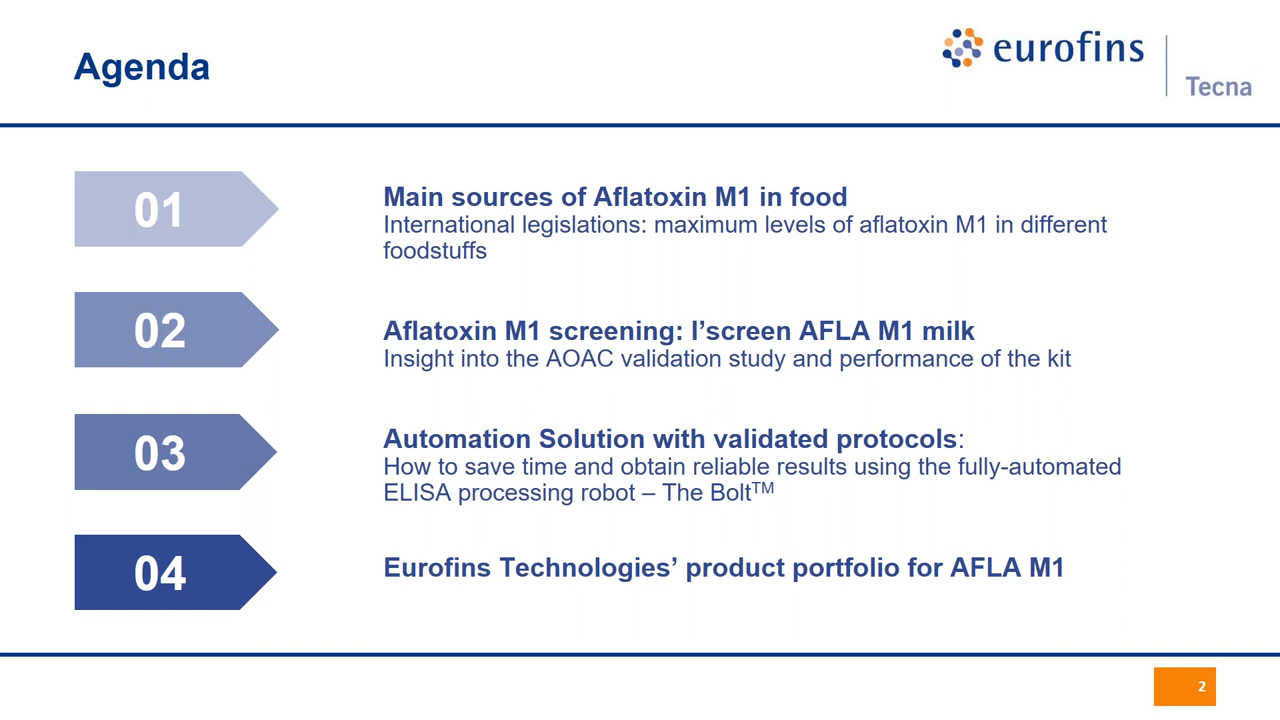 Agenda
eurofins
Tecna
01
Main sources of Aflatoxin M1 in food
International legislations: maximum levels of aflatoxin M1 in different
foodstuffs
02
Aflatoxin M1 screening: I’screen AFLA M1 milk
Insight into the AOAC validation study and performance of the kit
03
Automation Solution with validated protocols:
How to save time and obtain reliable results using the fully-automated
ELISA processing robot – The Bolt™
04
Eurofins Technologies’ product portfolio for AFLA M1
2